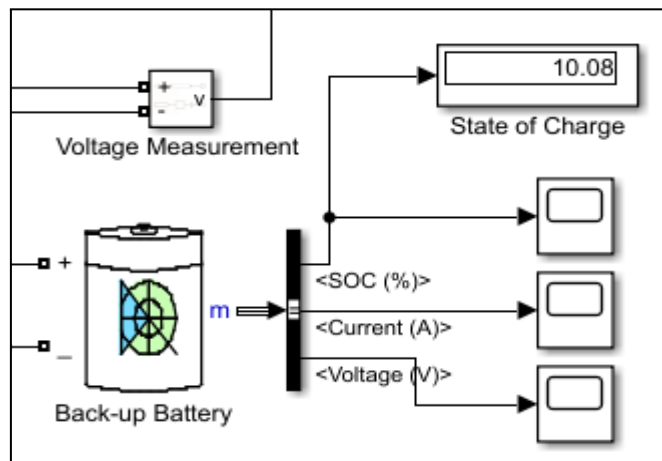 10.08
+
-
v
Voltage Measurement
State of Charge
+
m
_
<SOC (%)>
<Current (A)>
<Voltage (V)>
Back-up Battery